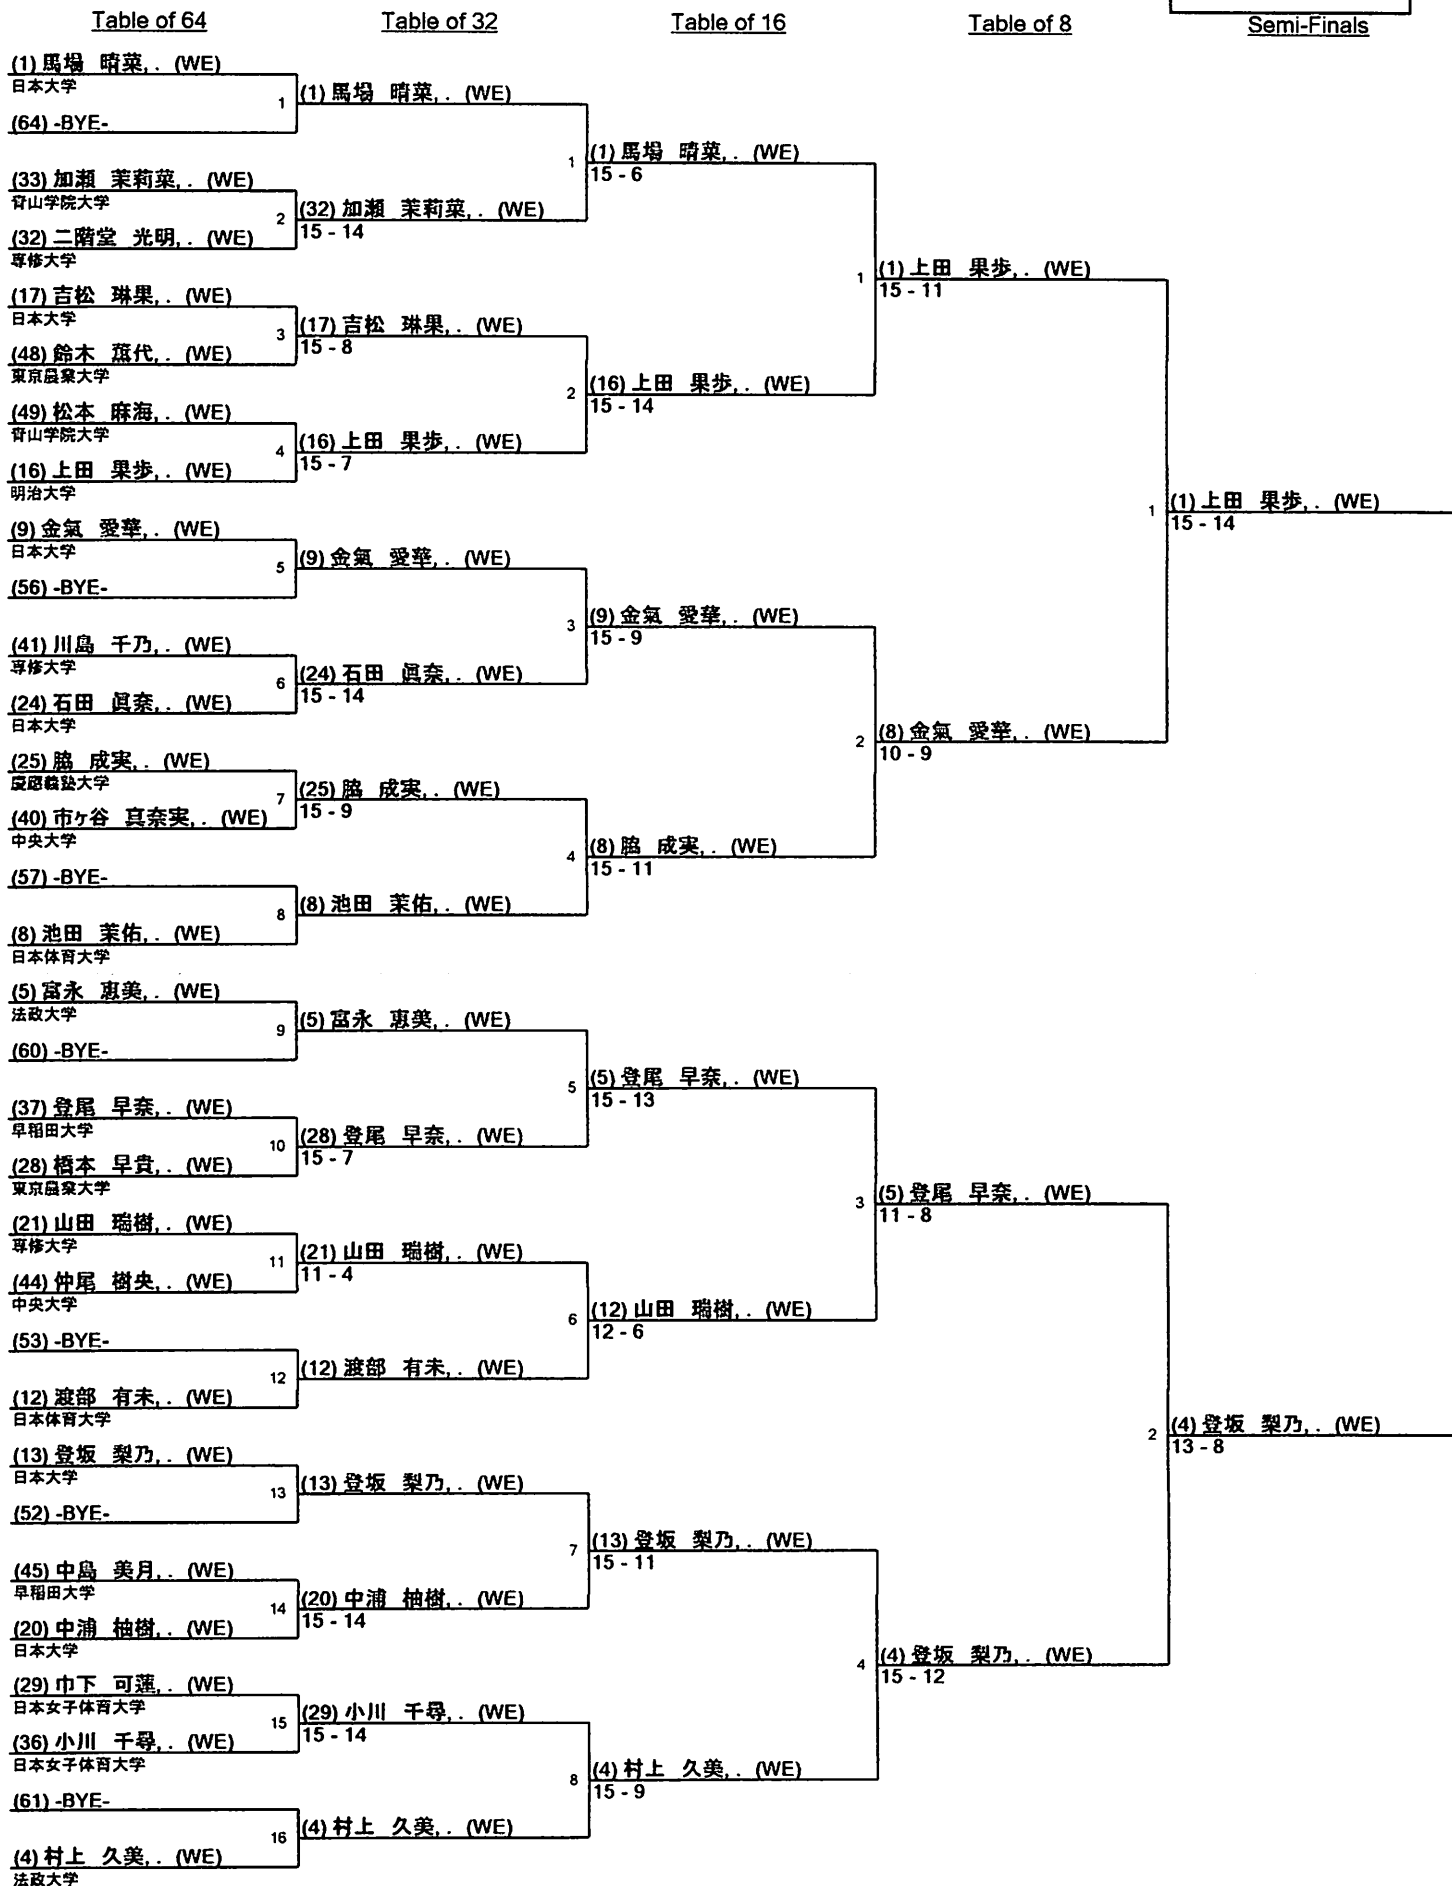 Table of 64
Table of 32
Table of 16
Table of 8
Semi-Finals
(1) 馬場 晴菜, . (WE)
日本大学
(64) -BYE-
(33) 加瀬 茉莉菜, . (WE)
青山学院大学
(32) 二階堂 光明, . (WE)
専修大学
(17) 吉松 琳果, . (WE)
日本大学
(48) 鈴木 代, . (WE)
東京農業大学
(49) 松本 麻海, . (WE)
青山学院大学
(16) 上田 果歩, . (WE)
明治大学
(9) 金氣 愛華, . (WE)
日本大学
(56) -BYE-
(41) 川島 千乃, . (WE)
専修大学
(24) 石田 眞奈, . (WE)
日本大学
(25) 脇 成実, . (WE)
慶應義塾大学
(40) 市ヶ谷 真奈実, . (WE)
中央大学
(57) -BYE-
(8) 池田 茉佑, . (WE)
日本体育大学
(5) 冨永 恵美, . (WE)
法政大学
(60) -BYE-
(37) 登尾 早奈, . (WE)
早稲田大学
(28) 橋本 早貴, . (WE)
東京農業大学
(21) 山田 瑞樹, . (WE)
専修大学
(44) 仲尾 樹央, . (WE)
中央大学
(53) -BYE-
(12) 渡部 有未, . (WE)
日本体育大学
(13) 登坂 梨乃, . (WE)
日本大学
(52) -BYE-
(45) 中島 美月, . (WE)
早稲田大学
(20) 中浦 柚樹, . (WE)
日本大学
(29) 巾下 可蓮, . (WE)
日本女子体育大学
(36) 小川 千尋, . (WE)
日本女子体育大学
(61) -BYE-
(4) 村上 久美, . (WE)
法政大学
1
(1) 馬場 晴菜, . (WE)
2
(32) 加瀬 茉莉菜, . (WE)
15 - 14
3
(17) 吉松 琳果, . (WE)
15 - 8
4
(16) 上田 果歩, . (WE)
15 - 7
5
(9) 金氣 愛華, . (WE)
6
(24) 石田 眞奈, . (WE)
15 - 14
7
(25) 脇 成実, . (WE)
15 - 9
8
(8) 池田 茉佑, . (WE)
9
(5) 冨永 恵美, . (WE)
10
(28) 登尾 早奈, . (WE)
15 - 7
11
(21) 山田 瑞樹, . (WE)
11 - 4
12
(12) 渡部 有未, . (WE)
13
(13) 登坂 梨乃, . (WE)
14
(20) 中浦 柚樹, . (WE)
15 - 14
15
(29) 小川 千尋, . (WE)
15 - 14
16
(4) 村上 久美, . (WE)
1
(1) 馬場 晴菜, . (WE)
15 - 6
2
(16) 上田 果歩, . (WE)
15 - 14
3
(9) 金氣 愛華, . (WE)
15 - 9
4
(8) 脇 成実, . (WE)
15 - 11
5
(5) 登尾 早奈, . (WE)
15 - 13
6
(12) 山田 瑞樹, . (WE)
12 - 6
7
(13) 登坂 梨乃, . (WE)
15 - 11
8
(4) 村上 久美, . (WE)
15 - 9
1
(1) 上田 果歩, . (WE)
15 - 11
2
(8) 金氣 愛華, . (WE)
10 - 9
3
(5) 登尾 早奈, . (WE)
11 - 8
4
(4) 登坂 梨乃, . (WE)
15 - 12
1
(1) 上田 果歩, . (WE)
15 - 14
2
(4) 登坂 梨乃, . (WE)
13 - 8